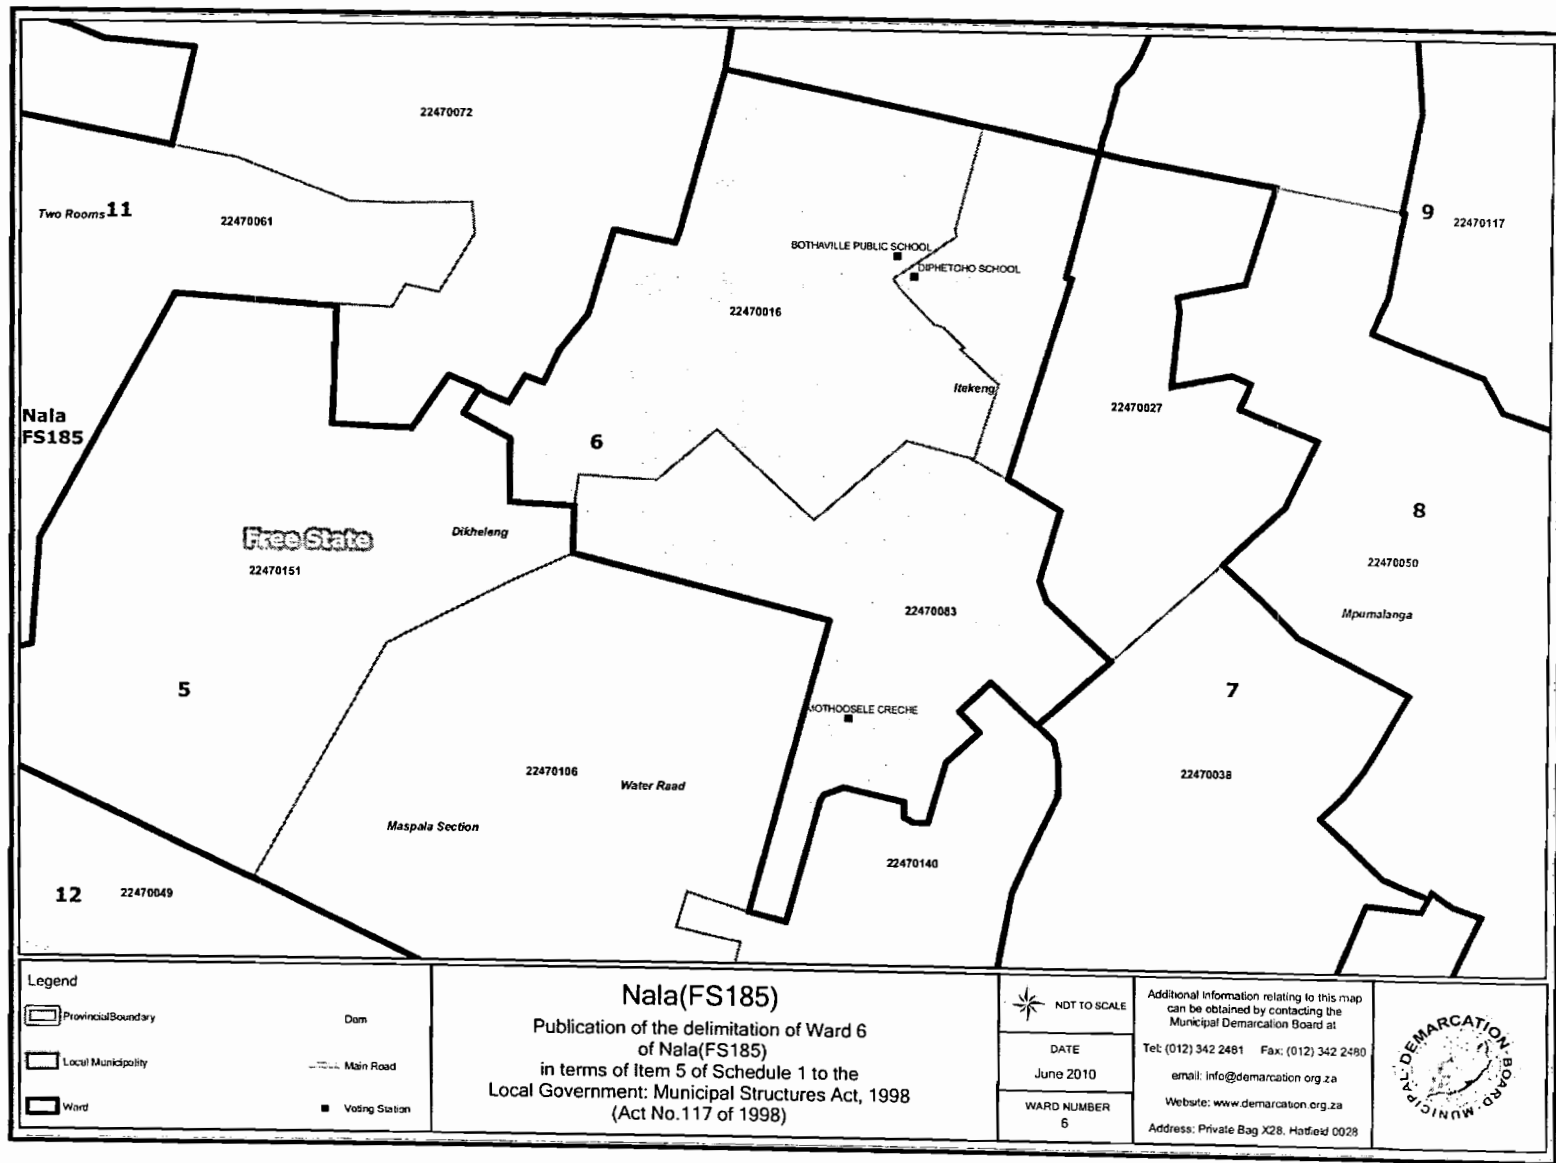 22470072
Two Rooms 11
22470061
9
22470117
BOTHAVILLE PUBLIC SCHOOL
DIPHETCHO SCHOOL
22470016
Itekeng
22470027
Nala
FS185
6
8
Free State
Dikheleng
22470151
22470050
22470083
Mpumalanga
5
7
MOTHOOSELE CRECHE
22470106
Water Raad
22470038
Maspala Section
22470140
12
22470049
Legend
Provincial Boundary
Dam
Local Municipality
Main Road
Ward
Voting Station
Nala(FS185)
Publication of the delimitation of Ward 6
of Nala(FS185)
in terms of Item 5 of Schedule 1 to the
Local Government: Municipal Structures Act, 1998
(Act No.117 of 1998)
NOT TO SCALE
DATE
June 2010
WARD NUMBER
6
Additional Information relating to this map
can be obtained by contacting the
Municipal Demarcation Board at
Tel: (012) 342 2481 Fax: (012) 342 2480
email: info@demarcation.org.za
Website: www.demarcation.org.za
Address: Private Bag X28, Hatfield 0028
MUNICIPAL DEMARCATION BOARD